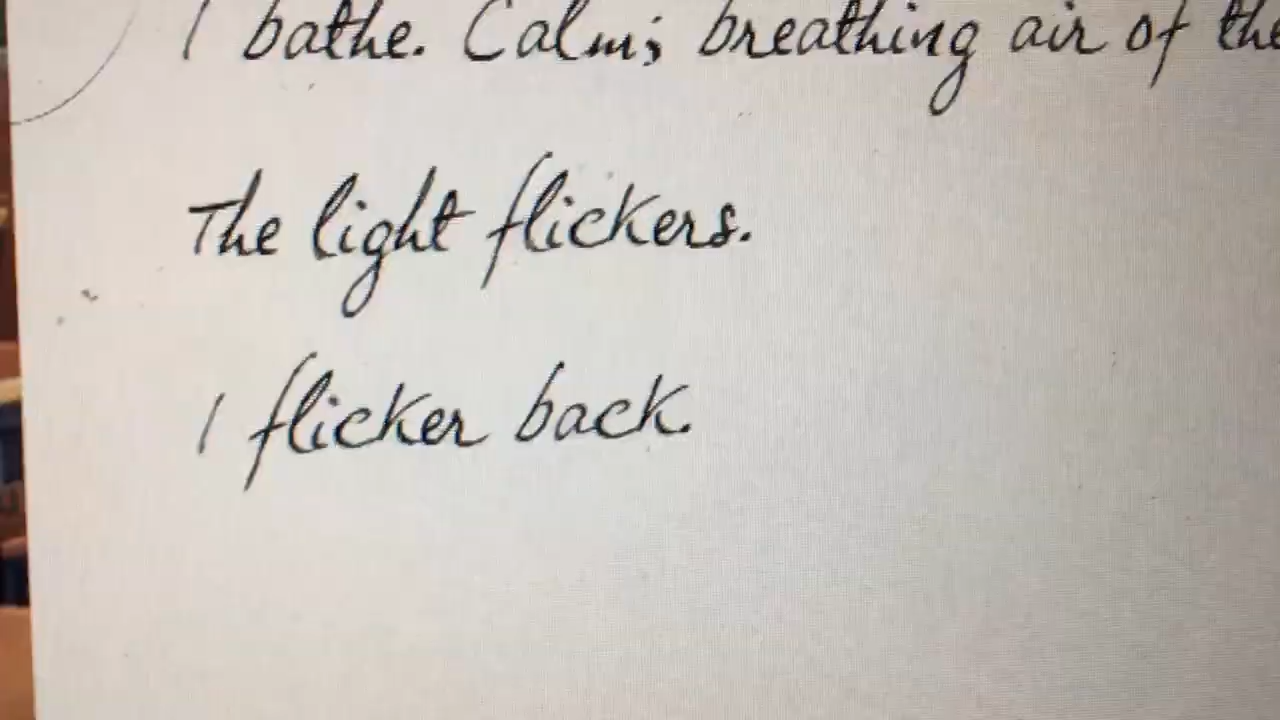 I bathe. Calm; breathing air of the
The light flickers.
I flicker back.